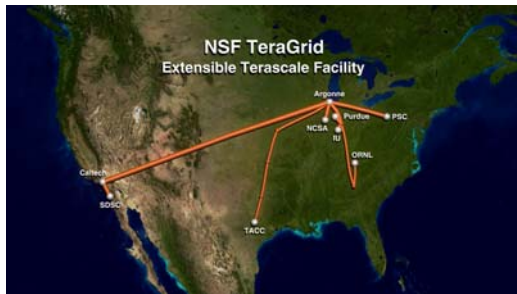 NSF TeraGrid
Extensible Terascale Facility
Argonne
Purdue
PSC
NCSA
IU
ORNL
Caltech
SDSC
TACC